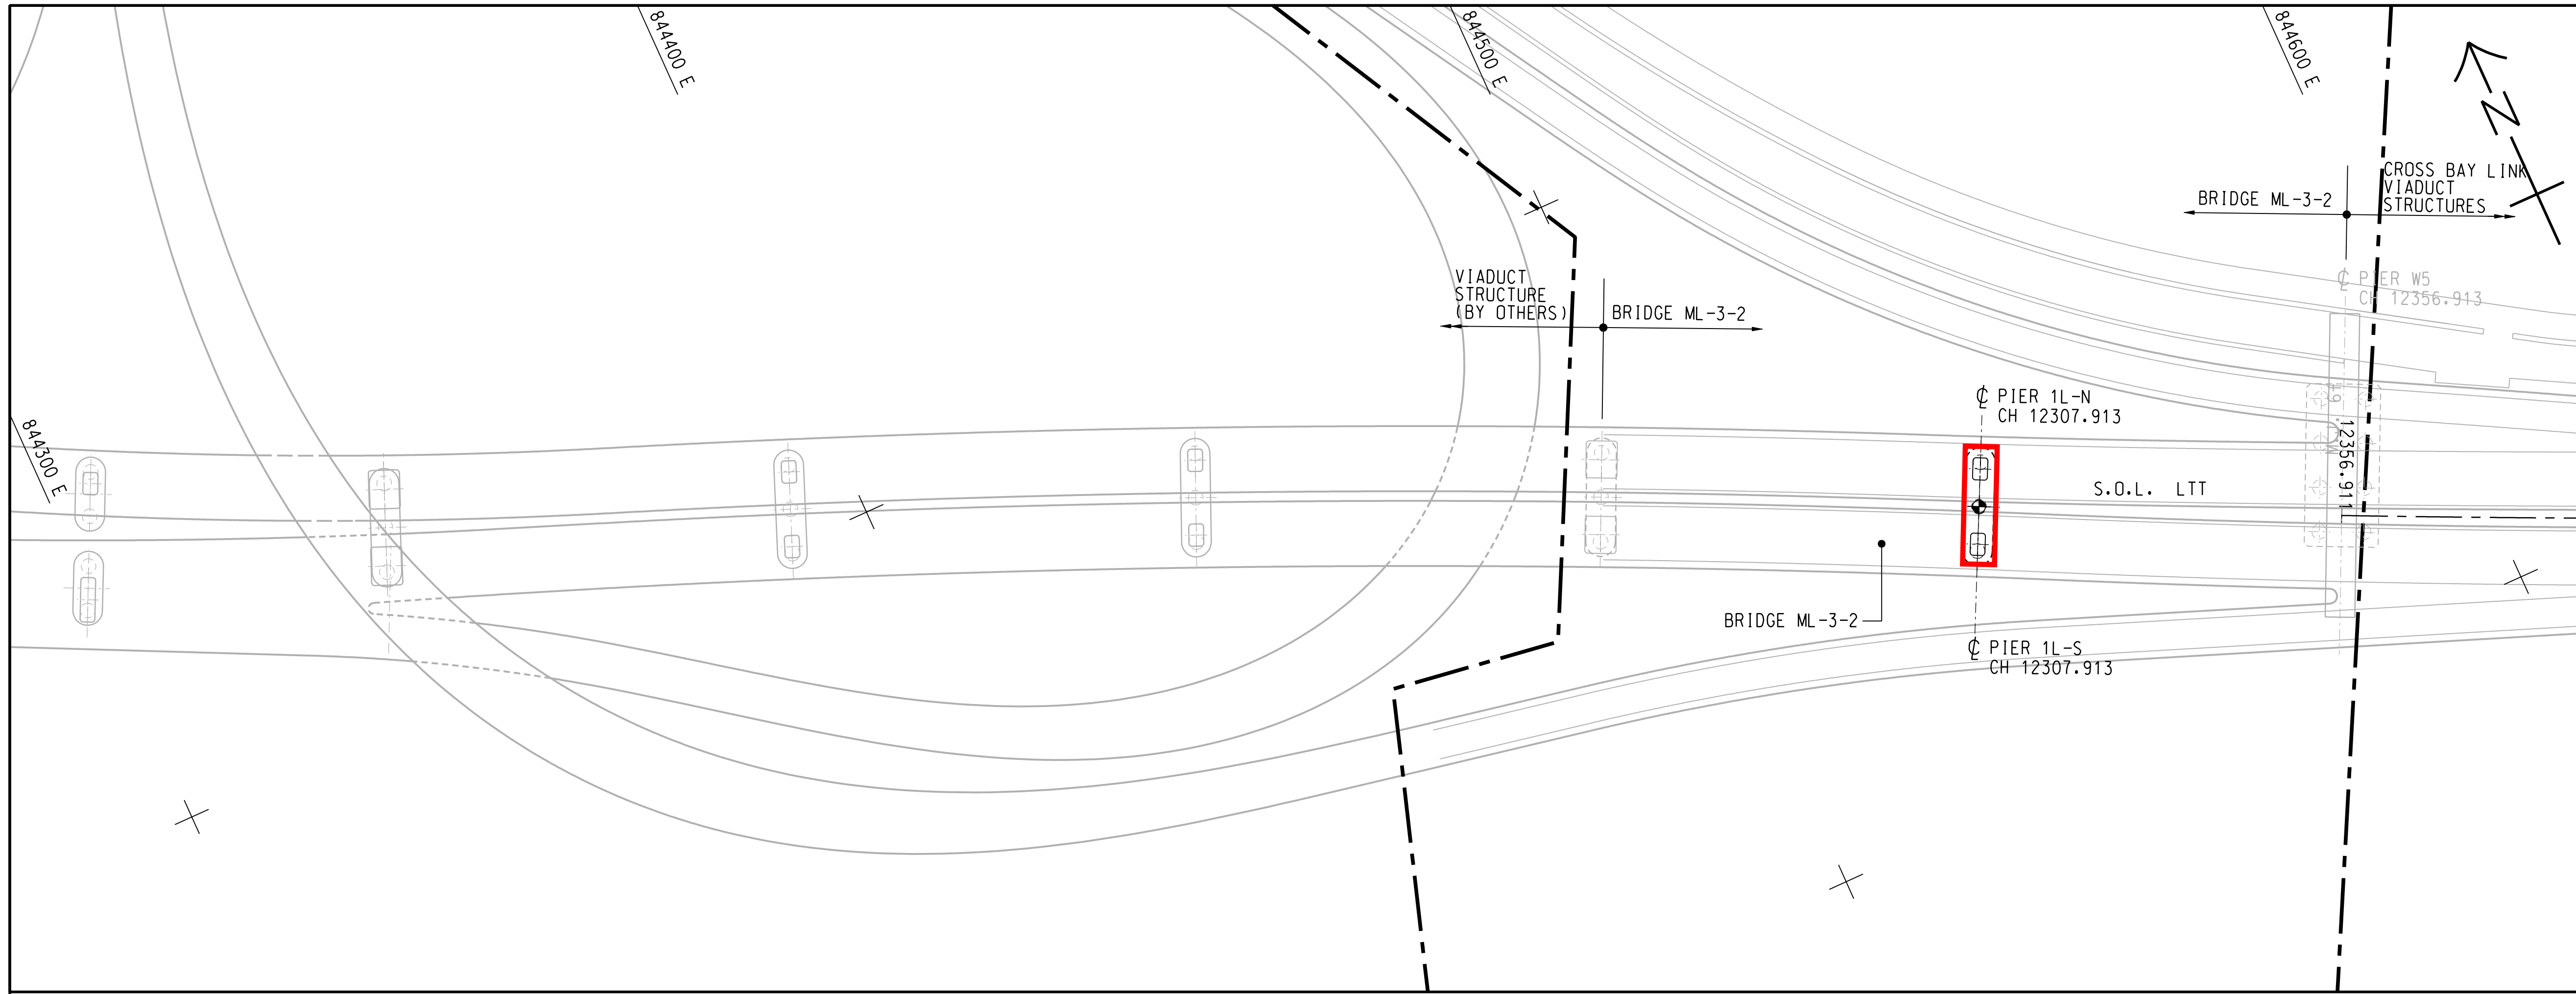 844400 E
844500 E
844600 E
N
CROSS BAY LINK
VIADUCT
STRUCTURES
BRIDGE ML-3-2
VIADUCT
STRUCTURE
(BY OTHERS)
BRIDGE ML-3-2
℄ PIER W5
CH 12356.913
℄ PIER 1L-N
CH 12307.913
844300 E
12356.911
S.O.L. LTT
BRIDGE ML-3-2
℄ PIER 1L-S
CH 12307.913